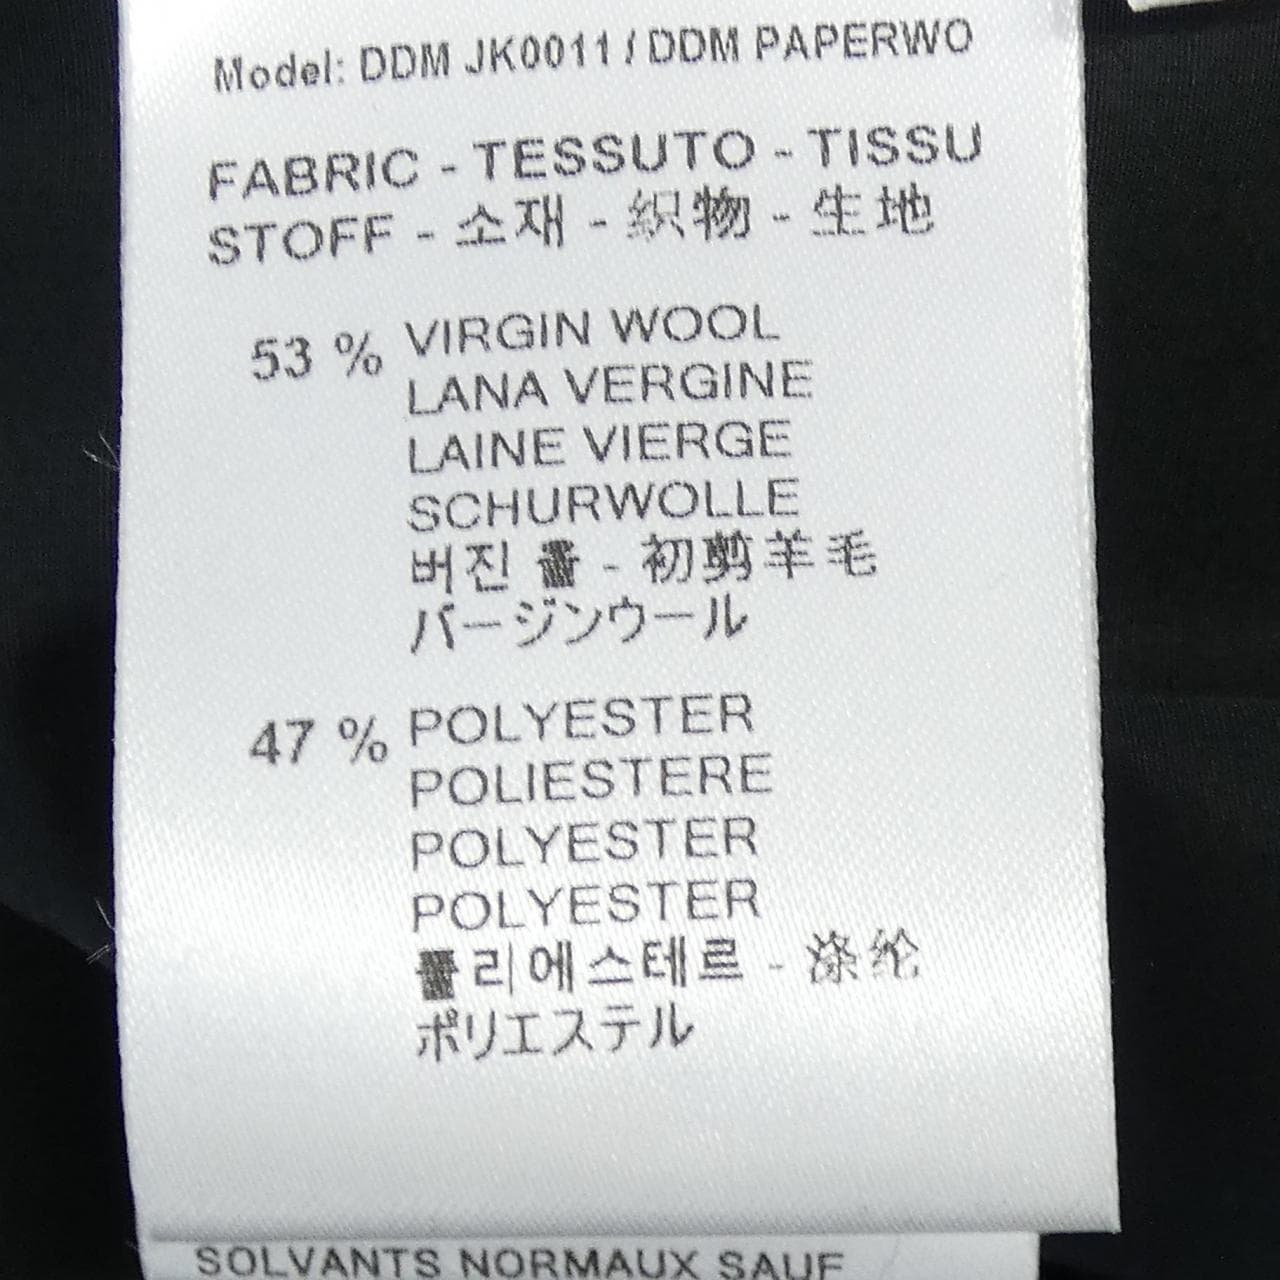 Model: DDM JK0011 / DDM PAPERWO
FABRIC - TESSUTO - TISSU
STOFF - 소재 - 织物 - 生地
53 % VIRGIN WOOL
LANA VERGINE
LAINE VIERGE
SCHURWOLLE
버진 울 - 初剪羊毛
バージンウール
47 % POLYESTER
POLIESTERE
POLYESTER
POLYESTER
폴리에스테르 - 涤纶
ポリエステル
SOLVANTS NORMAUX SAUF